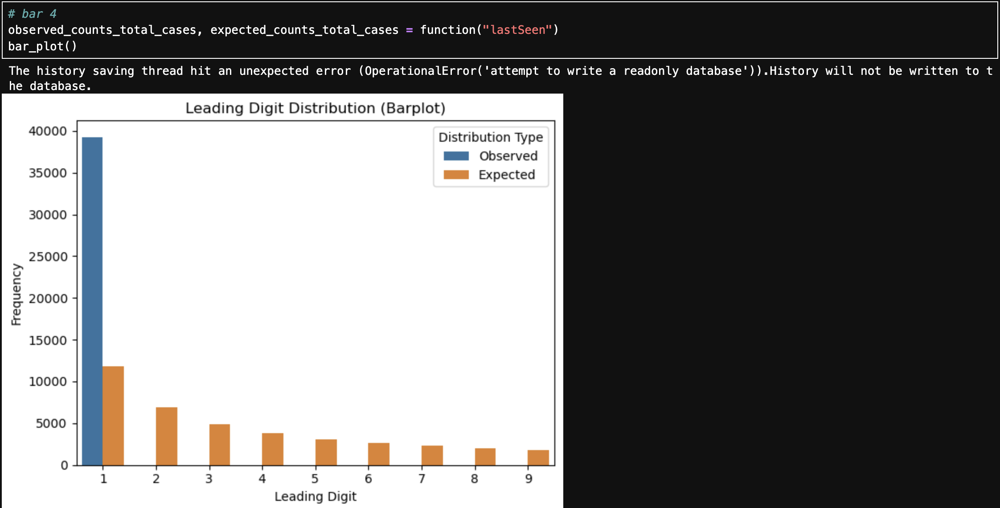 # bar 4
observed_counts_total_cases, expected_counts_total_cases = function("lastSeen")
bar_plot()
The history saving thread hit an unexpected error (OperationalError('attempt to write a readonly database')).History will not be written to t
he database.
Leading Digit Distribution (Barplot)
Distribution Type
Observed
Expected
40000
35000
30000
25000
20000
15000
10000
5000
0
Frequency
1 2 3 4 5 6 7 8 9
Leading Digit